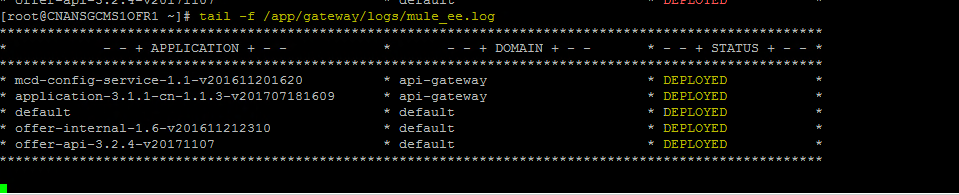 * offer-api-3.2.4-v20171107 * default * DEPLOYED *
[root@CNANSGCMS1OFR1 ~]# tail -f /app/gateway/logs/mule_ee.log
*******************************************************************************************************
* - - + APPLICATION + - - * - - + DOMAIN + - - * - - + STATUS + - - *
*******************************************************************************************************
* mcd-config-service-1.1-v201611201620 * api-gateway * DEPLOYED *
* application-3.1.1-cn-1.1.3-v201707181609 * api-gateway * DEPLOYED *
* default * default * DEPLOYED *
* offer-internal-1.6-v201611212310 * default * DEPLOYED *
* offer-api-3.2.4-v20171107 * default * DEPLOYED *
*******************************************************************************************************